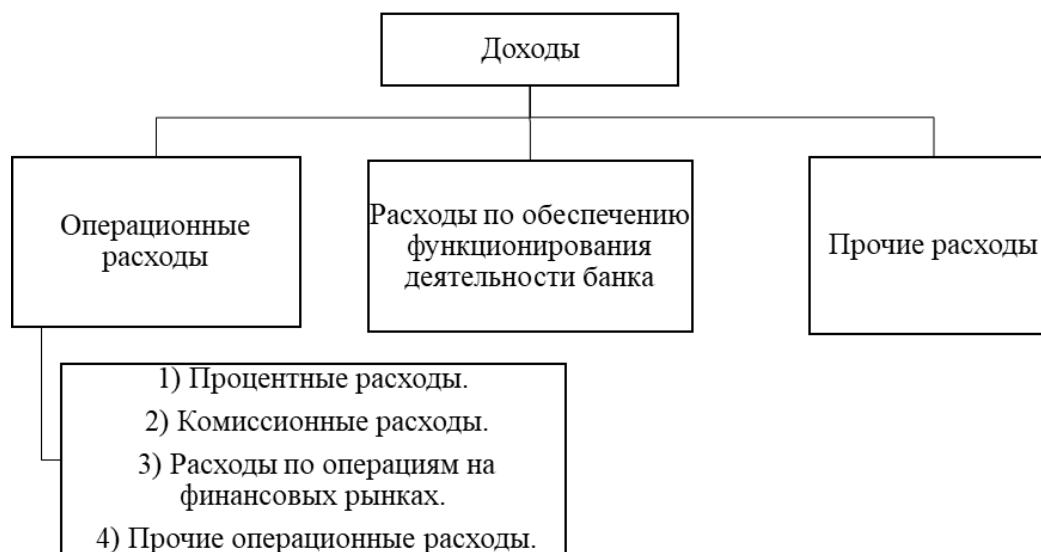 Доходы
Операционные
расходы
Расходы по обеспечению
функционирования
деятельности банка
Прочие расходы
1) Процентные расходы.
2) Комиссионные расходы.
3) Расходы по операциям на
финансовых рынках.
4) Прочие операционные расходы.